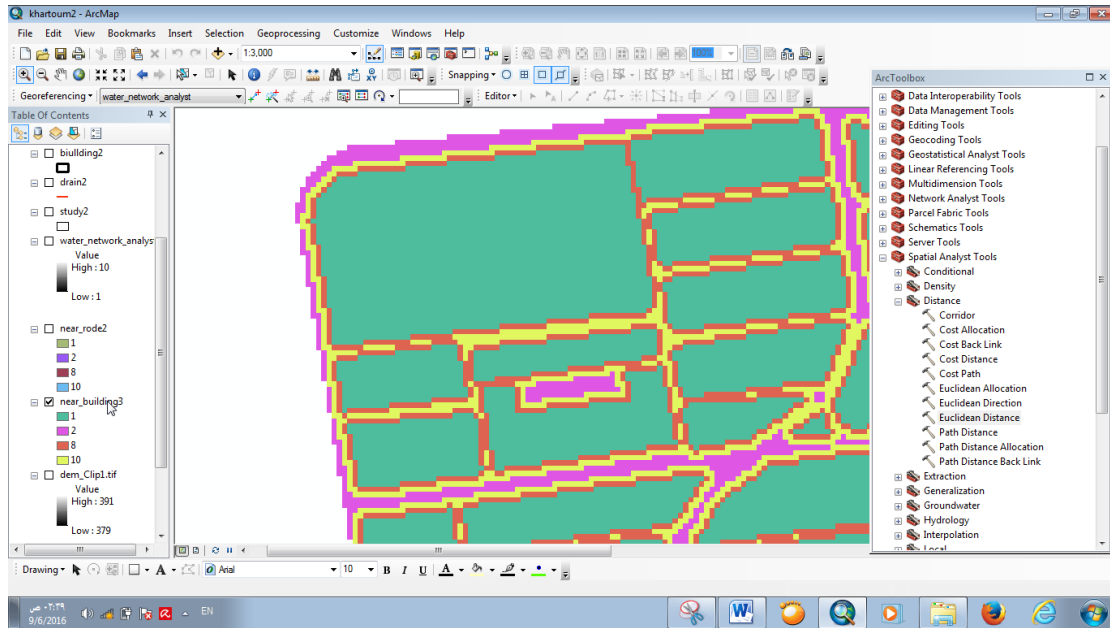 khartoum2 - ArcMap
File Edit View Bookmarks Insert Selection Geoprocessing Customize Windows Help
1:3,000
100%
Snapping
Georeferencing water_network_analyst
Editor
Table Of Contents
biullding2
drain2
study2
water_network_analys
Value
High : 10
Low : 1
near_rode2
1
2
8
10
near_building3
1
2
8
10
dem_Clip1.tif
Value
High : 391
Low : 379
ArcToolbox
Data Interoperability Tools
Data Management Tools
Editing Tools
Geocoding Tools
Geostatistical Analyst Tools
Linear Referencing Tools
Multidimension Tools
Network Analyst Tools
Parcel Fabric Tools
Schematics Tools
Server Tools
Spatial Analyst Tools
Conditional
Density
Distance
Corridor
Cost Allocation
Cost Back Link
Cost Distance
Cost Path
Euclidean Allocation
Euclidean Direction
Euclidean Distance
Path Distance
Path Distance Allocation
Path Distance Back Link
Extraction
Generalization
Groundwater
Hydrology
Interpolation
Local
Drawing A Arial 10 B I U A
٠٢:٣٩ ص
9/6/2016
EN